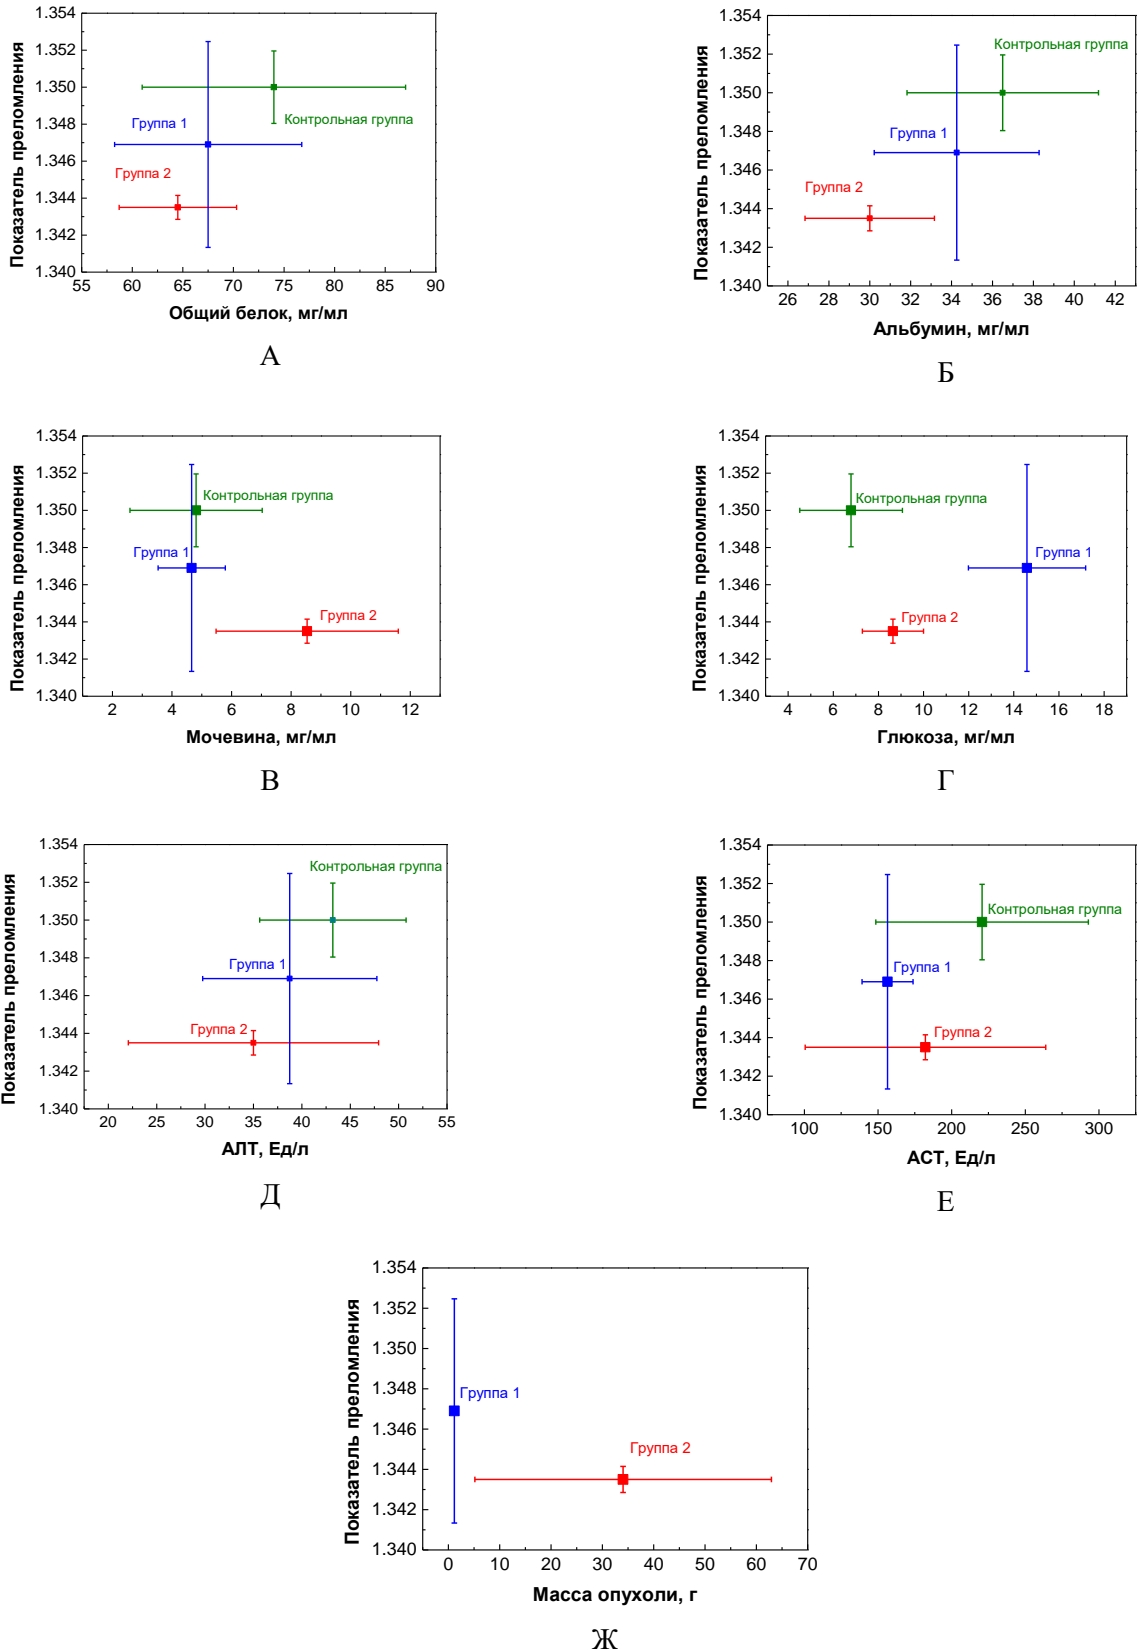 1.354
1.352
1.350
1.348
1.346
1.344
1.342
1.340
Показатель преломления
Контрольная группа
Группа 1
Группа 2
55 60 65 70 75 80 85 90
Общий белок, мг/мл
А
1.354
1.352
1.350
1.348
1.346
1.344
1.342
1.340
Показатель преломления
Контрольная группа
Группа 1
Группа 2
26 28 30 32 34 36 38 40 42
Альбумин, мг/мл
Б
1.354
1.352
1.350
1.348
1.346
1.344
1.342
1.340
Показатель преломления
Контрольная группа
Группа 1
Группа 2
2 4 6 8 10 12
Мочевина, мг/мл
В
1.354
1.352
1.350
1.348
1.346
1.344
1.342
1.340
Показатель преломления
Контрольная группа
Группа 1
Группа 2
4 6 8 10 12 14 16 18
Глюкоза, мг/мл
Г
1.354
1.352
1.350
1.348
1.346
1.344
1.342
1.340
Показатель преломления
Контрольная группа
Группа 1
Группа 2
20 25 30 35 40 45 50 55
АЛТ, Ед/л
Д
1.354
1.352
1.350
1.348
1.346
1.344
1.342
1.340
Показатель преломления
Контрольная группа
Группа 1
Группа 2
100 150 200 250 300
АСТ, Ед/л
Е
1.354
1.352
1.350
1.348
1.346
1.344
1.342
1.340
Показатель преломления
Группа 1
Группа 2
0 10 20 30 40 50 60 70
Масса опухоли, г
Ж